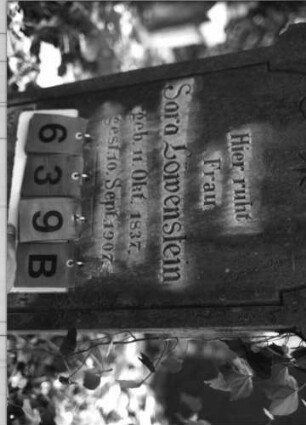 Hier ruht
Frau
Sara Löwenstein
geb. 11. Okt. 1837.
gest. 10. Sept. 1907.
639B